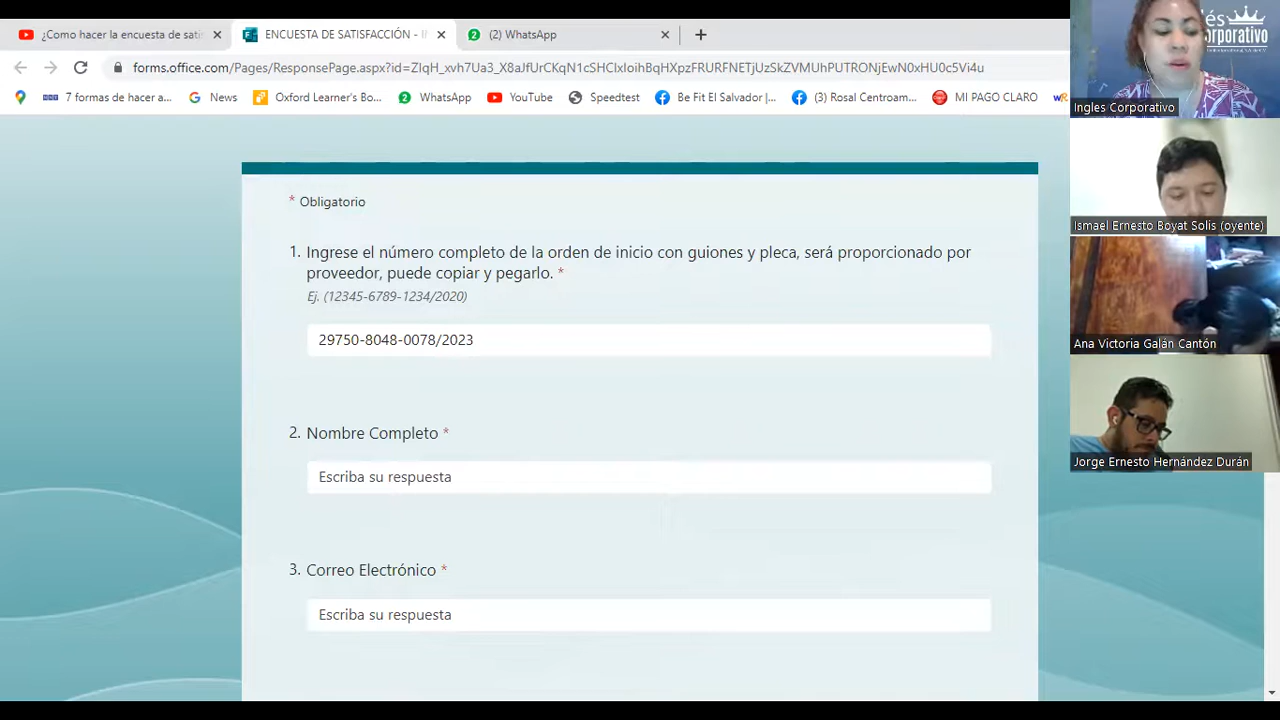 ¿Como hacer la encuesta de sati
ENCUESTA DE SATISFACCIÓN - I
(2) WhatsApp
forms.office.com/Pages/ResponsePage.aspx?id=ZIqH_xvh7Ua3_X8aJfUrCKqN1cSHCIxIoihBqHXpzFRURFNETjUzSkZVMUhPUTRONjEwN0xHU0c5Vi4u
7 formas de hacer a...
News
Oxford Learner's Bo...
WhatsApp
YouTube
Speedtest
Be Fit El Salvador |...
(3) Rosal Centroam...
MI PAGO CLARO
* Obligatorio
1. Ingrese el número completo de la orden de inicio con guiones y pleca, será proporcionado por
proveedor, puede copiar y pegarlo. *
Ej. (12345-6789-1234/2020)
29750-8048-0078/2023
2. Nombre Completo *
Escriba su respuesta
3. Correo Electrónico *
Escriba su respuesta
Ingles Corporativo
Ismael Ernesto Boyat Solis (oyente)
Ana Victoria Galán Cantón
Jorge Ernesto Hernández Durán